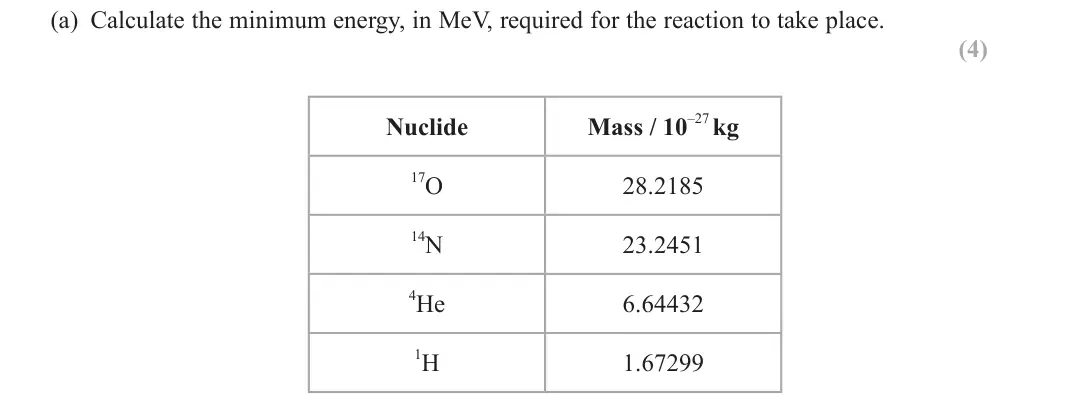 (a) Calculate the minimum energy, in MeV, required for the reaction to take place.
(4)
Nuclide Mass / 10⁻²⁷ kg
¹⁷O 28.2185
¹⁴N 23.2451
⁴He 6.64432
¹H 1.67299